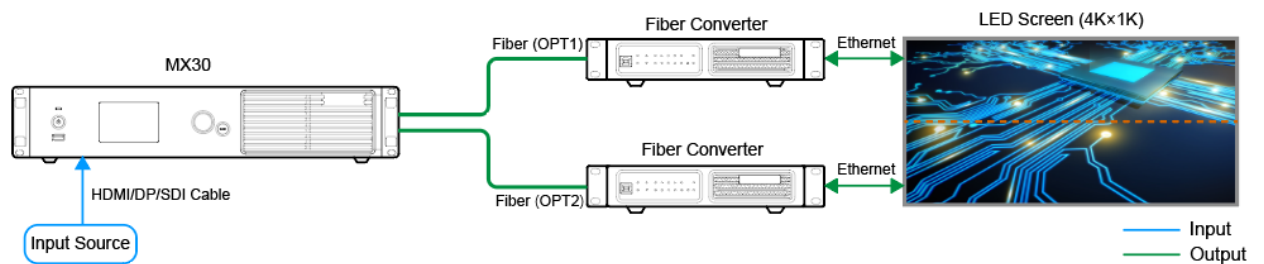 LED Screen (4K×1K)
Fiber Converter
Fiber (OPT1)
Ethernet
MX30
Fiber Converter
Ethernet
HDMI/DP/SDI Cable
Fiber (OPT2)
Input Source
Input
Output